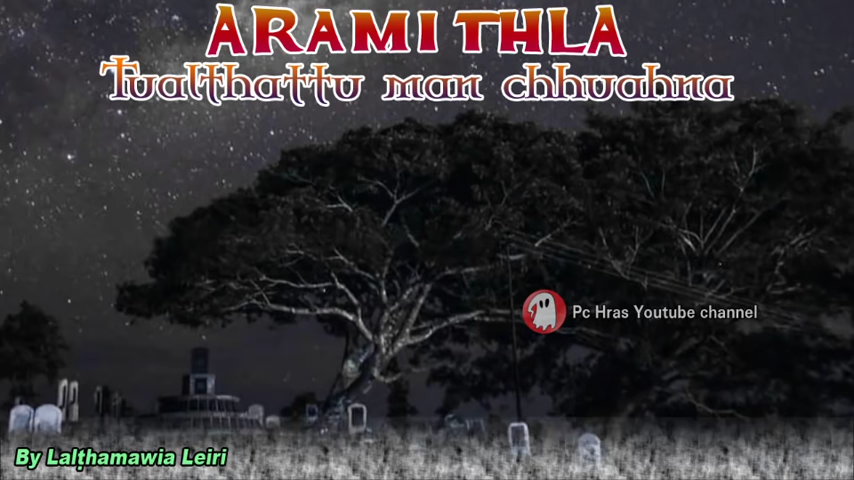 ARAMI THLA
Tualthattu man chhuahna
Pc Hras Youtube channel
By Lalṭhamawia Leiri